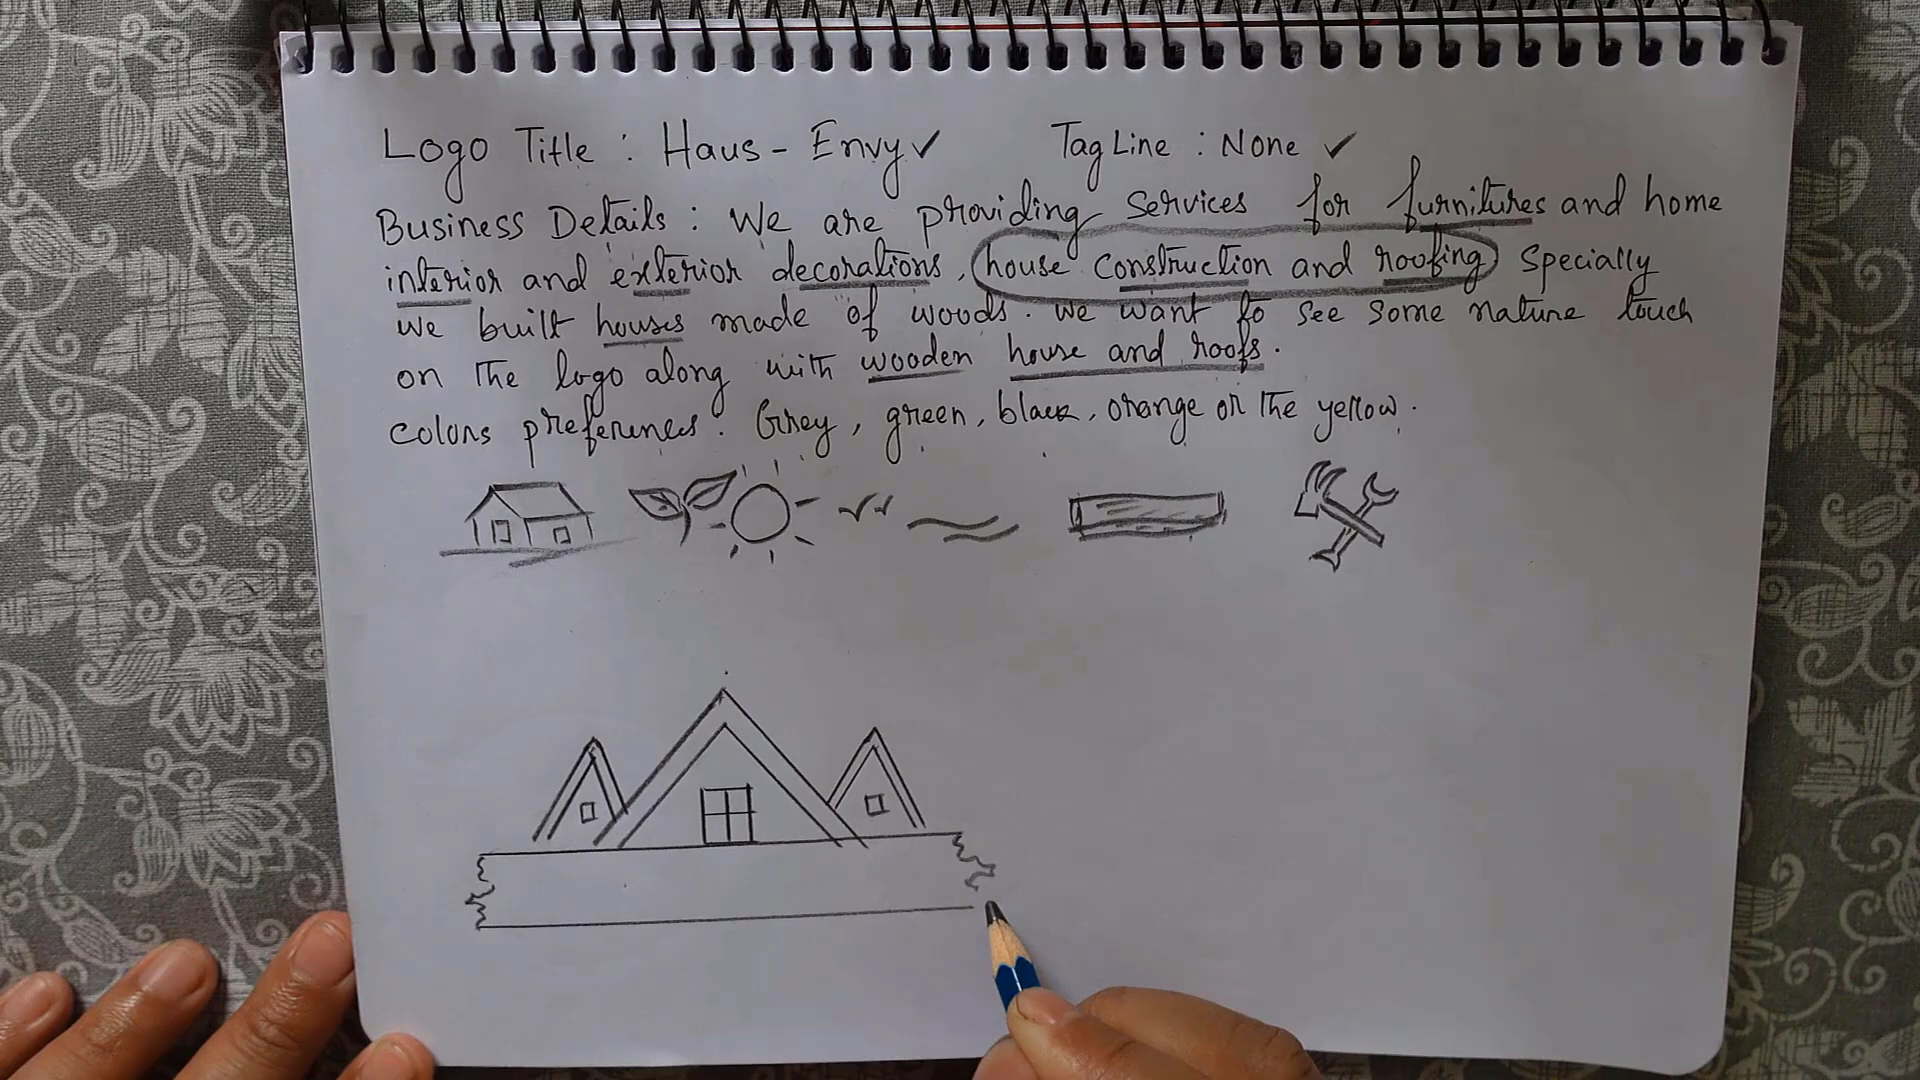 Logo Title : Haus - Envy ✓ Tag Line : None ✓
Business Details : We are providing services for furnitures and home
interior and exterior decorations, house construction and roofing specially
we built houses made of woods. we want to see some nature touch
on the logo along with wooden house and roofs.
Colors preferences. Grey, green, black, orange or the yellow.